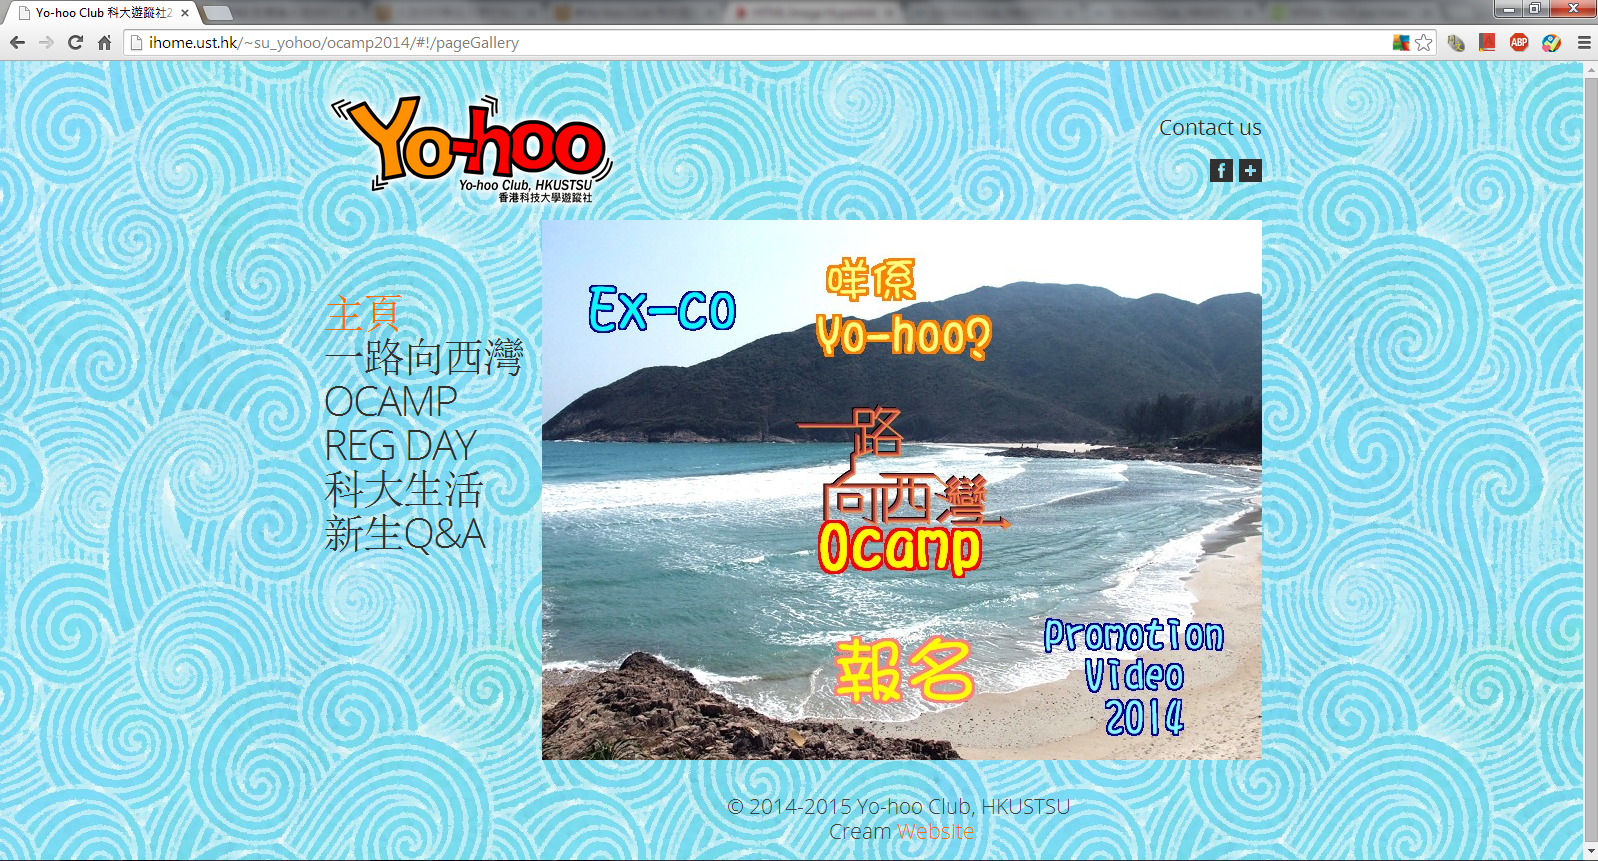 Yo-hoo Club 科大遊蹤社2
ihome.ust.hk/~su_yohoo/ocamp2014/#!/pageGallery
ABP
Yo-hoo
Yo-hoo Club, HKUSTSU
香港科技大學遊蹤社
Contact us
主頁
一路向西灣
OCAMP
REG DAY
科大生活
新生Q&A
Ex-co
咩係
Yo-hoo?
一路
向西灣
Ocamp
報名
Promotion
Video
2014
© 2014-2015 Yo-hoo Club, HKUSTSU
Cream Website